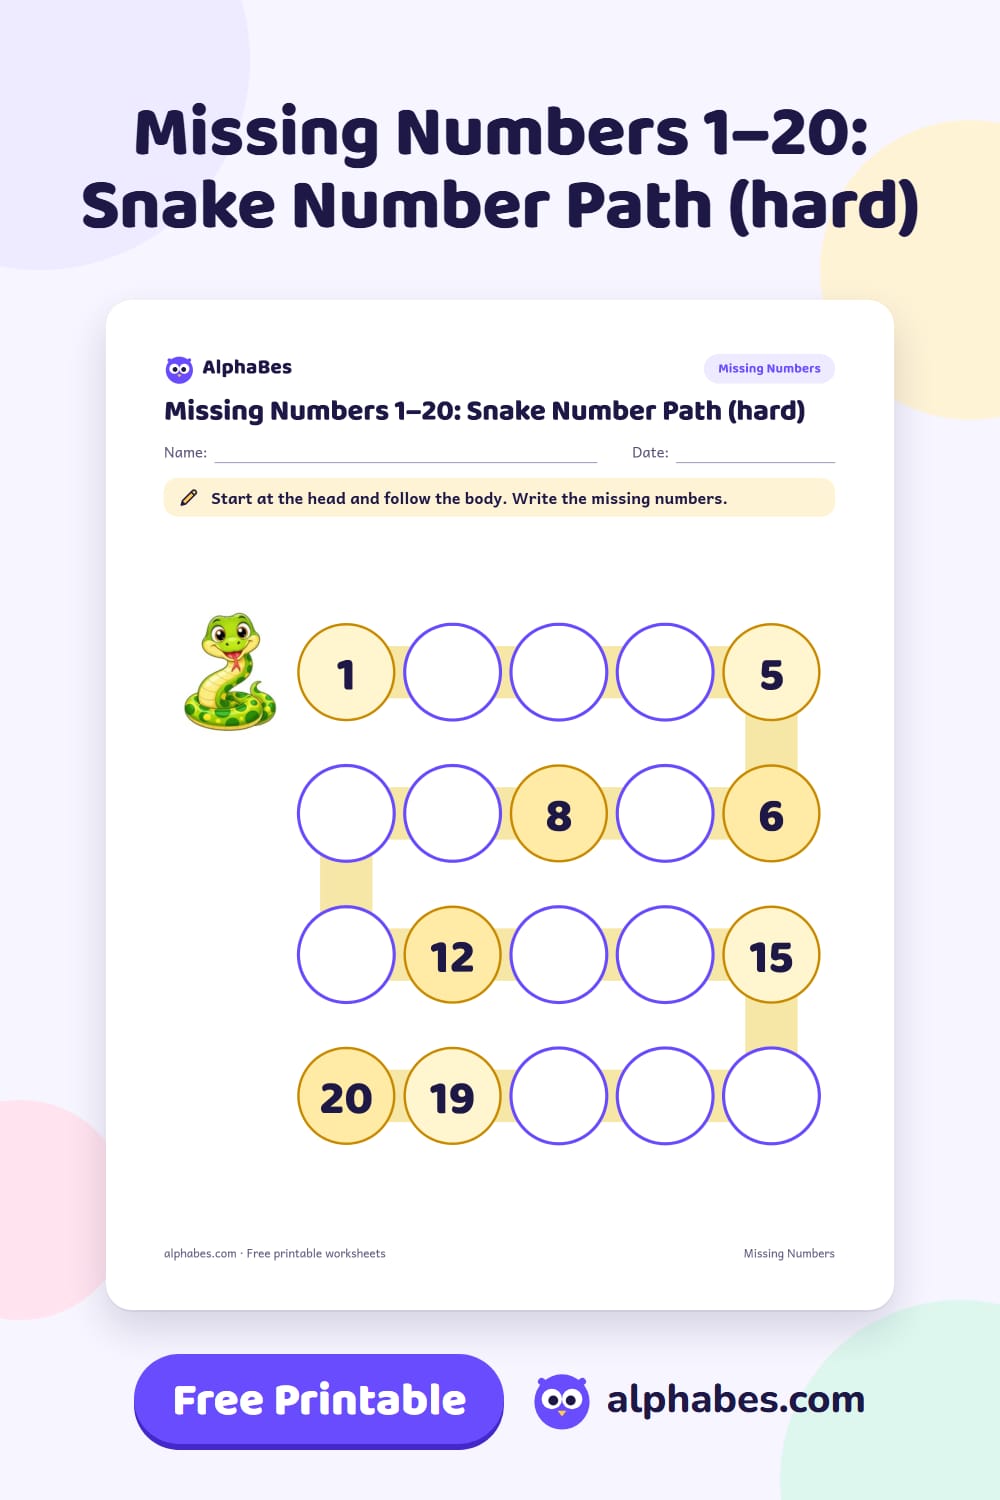 Missing Numbers 1–20:
Snake Number Path (hard)
AlphaBes
Missing Numbers
Missing Numbers 1–20: Snake Number Path (hard)
Name:
Date:
Start at the head and follow the body. Write the missing numbers.
1 5
8 6
12 15
20 19
alphabes.com · Free printable worksheets
Missing Numbers
Free Printable
alphabes.com